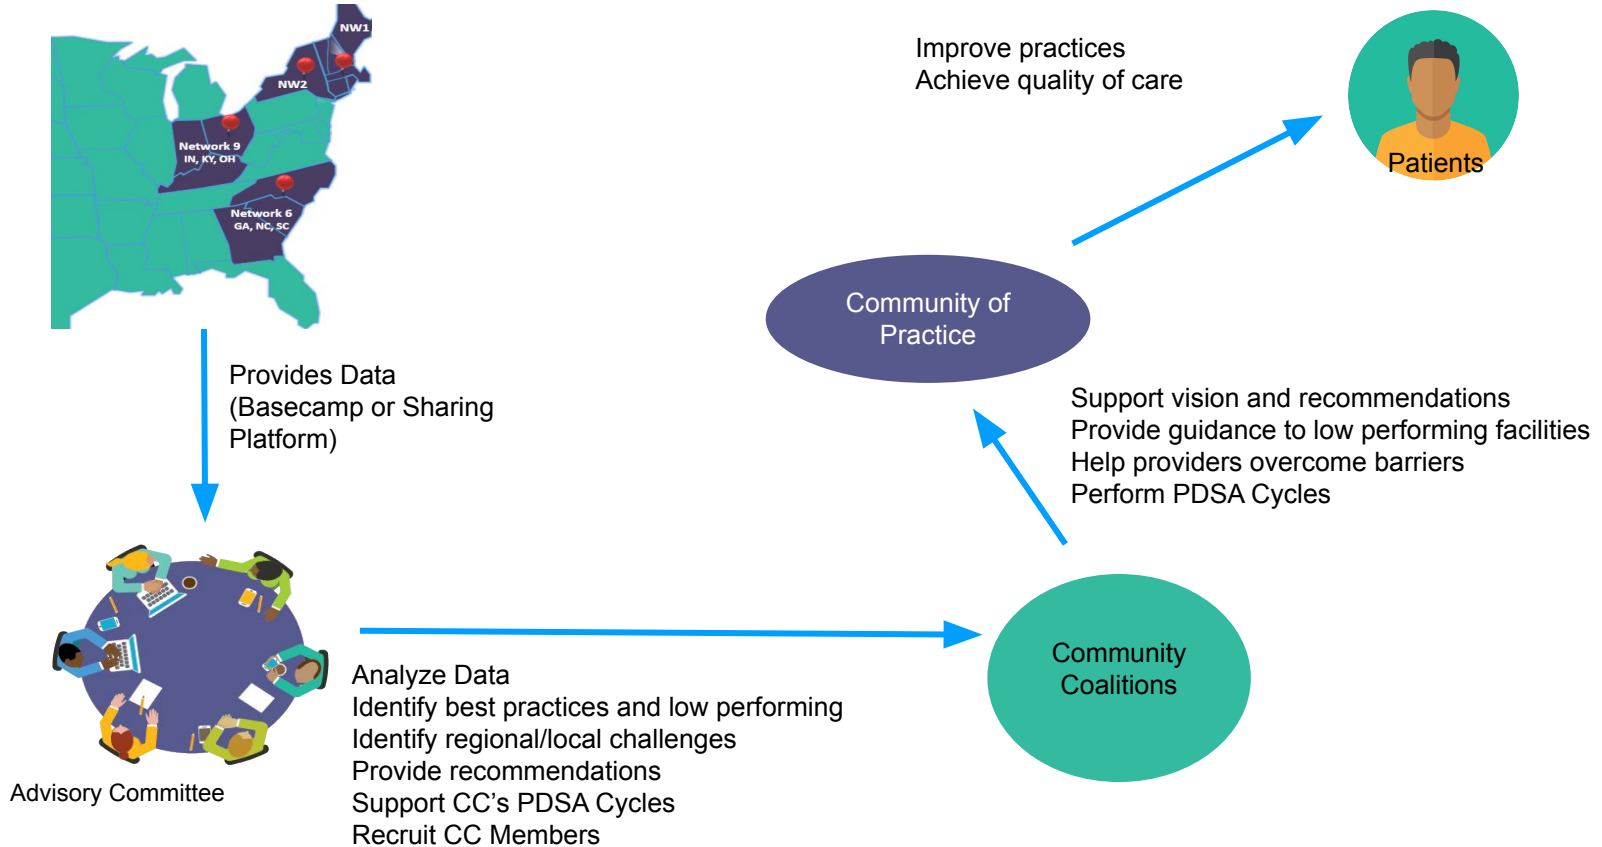 NW1
NW2
Network 9
IN, KY, OH
Network 6
GA, NC, SC
Provides Data
(Basecamp or Sharing
Platform)
Advisory Committee
Analyze Data
Identify best practices and low performing
Identify regional/local challenges
Provide recommendations
Support CC’s PDSA Cycles
Recruit CC Members
Community
Coalitions
Support vision and recommendations
Provide guidance to low performing facilities
Help providers overcome barriers
Perform PDSA Cycles
Community of
Practice
Improve practices
Achieve quality of care
Patients